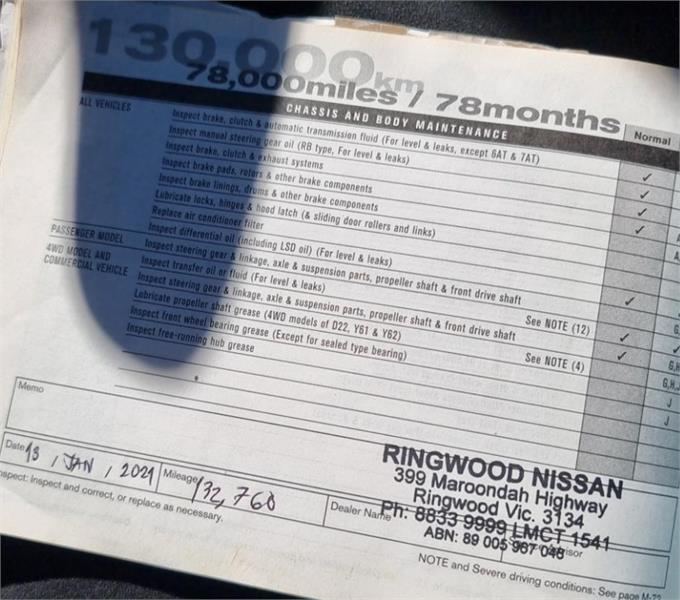 130,000km
78,000miles / 78months
CHASSIS AND BODY MAINTENANCE
Normal
ALL VEHICLES
Inspect brake, clutch & automatic transmission fluid (For level & leaks, except 6AT & 7AT)
Inspect manual steering gear oil (RB type, For level & leaks)
Inspect brake, clutch & exhaust systems
Inspect brake pads, rotors & other brake components
Inspect brake linings, drums & other brake components
Lubricate locks, hinges & hood latch (& sliding door rollers and links)
Replace air conditioner filter
PASSENGER MODEL
Inspect differential oil (including LSD oil) (For level & leaks)
Inspect steering gear & linkage, axle & suspension parts, propeller shaft & front drive shaft
4WD MODEL AND
COMMERCIAL VEHICLE
Inspect transfer oil or fluid (For level & leaks)
Inspect steering gear & linkage, axle & suspension parts, propeller shaft & front drive shaft
Lubricate propeller shaft grease (4WD models of D22, Y61 & Y62) See NOTE (12)
Inspect front wheel bearing grease (Except for sealed type bearing)
Inspect free-running hub grease See NOTE (4)
Memo
Date 13 / JAN / 2021 Mileage 132,760
Dealer Name
RINGWOOD NISSAN
399 Maroondah Highway
Ringwood Vic. 3134
Ph: 8833 9999 LMCT 1541
ABN: 89 005 967 048
Inspect: Inspect and correct, or replace as necessary.
NOTE and Severe driving conditions: See page M-72